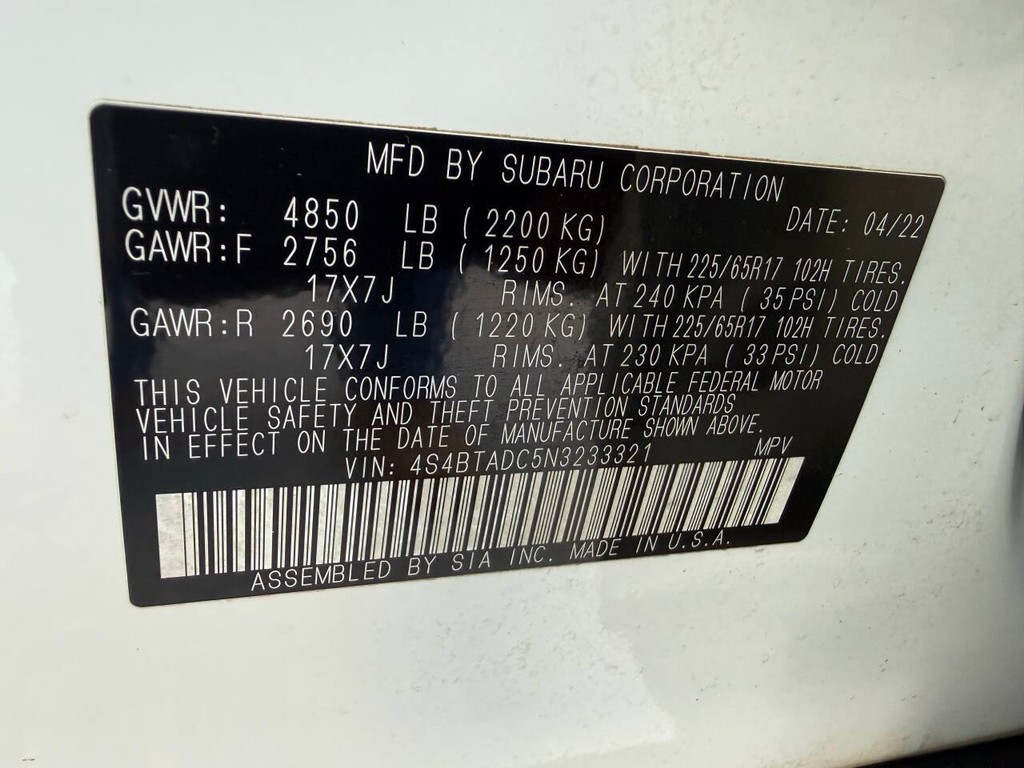 MFD BY SUBARU CORPORATION
GVWR: 4850 LB ( 2200 KG) DATE: 04/22
GAWR:F 2756 LB ( 1250 KG) WITH 225/65R17 102H TIRES.
17X7J RIMS. AT 240 KPA ( 35 PSI) COLD
GAWR:R 2690 LB ( 1220 KG) WITH 225/65R17 102H TIRES.
17X7J RIMS. AT 230 KPA ( 33 PSI) COLD
THIS VEHICLE CONFORMS TO ALL APPLICABLE FEDERAL MOTOR
VEHICLE SAFETY AND THEFT PREVENTION STANDARDS
IN EFFECT ON THE DATE OF MANUFACTURE SHOWN ABOVE.
VIN: 4S4BTADC5N3233321 MPV
ASSEMBLED BY SIA INC. MADE IN U.S.A.